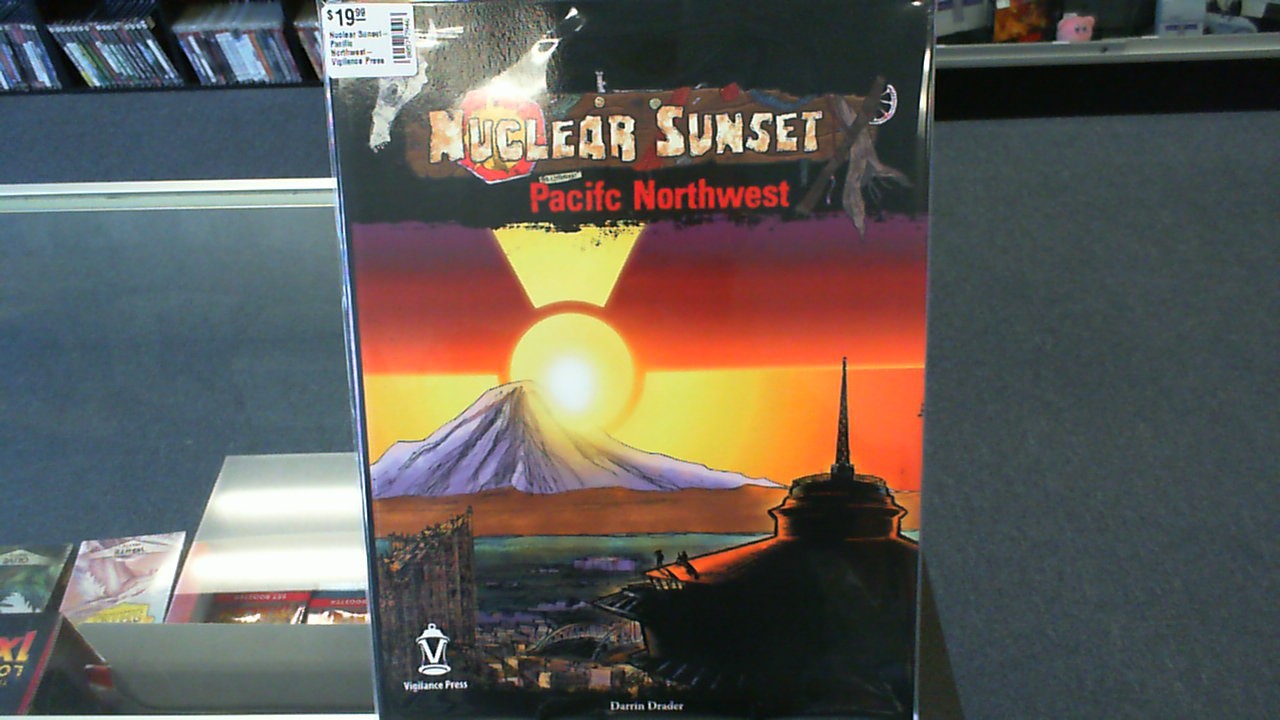 $19.99
Nuclear Sunset-
Pacific
Northwest-
Vigilance Press
NUCLEAR SUNSET
Pacifc Northwest
V
Vigilance Press
Darrin Drader